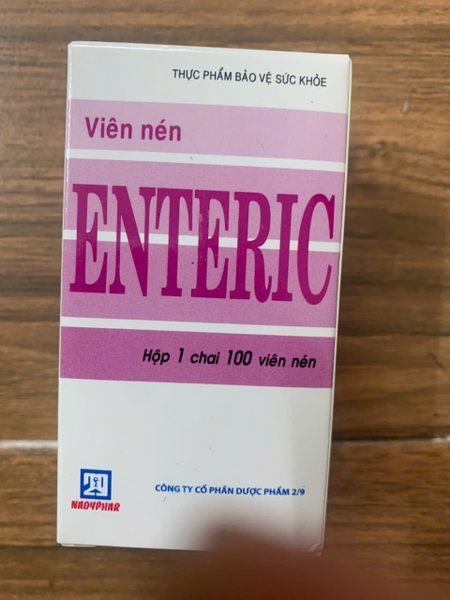 THỰC PHẨM BẢO VỆ SỨC KHỎE
Viên nén
ENTERIC
Hộp 1 chai 100 viên nén
NADYPHAR
CÔNG TY CỔ PHẦN DƯỢC PHẨM 2/9